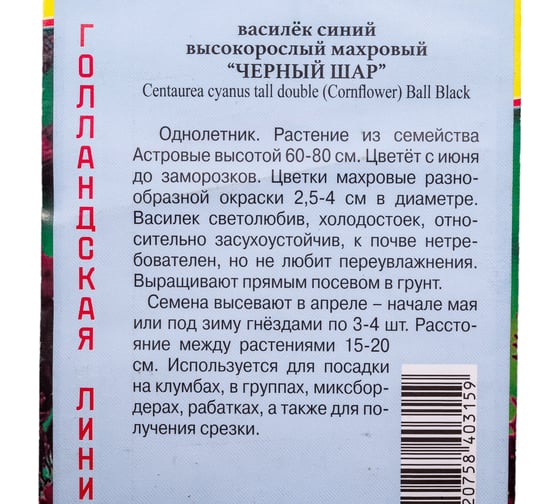 василёк синий
высокорослый махровый
“ЧЕРНЫЙ ШАР”
Centaurea cyanus tall double (Cornflower) Ball Black
Однолетник. Растение из семейства
Астровые высотой 60-80 см. Цветёт с июня
до заморозков. Цветки махровые разно-
образной окраски 2,5-4 см в диаметре.
Василек светолюбив, холодостоек, отно-
сительно засухоустойчив, к почве нетре-
бователен, но не любит переувлажнения.
Выращивают прямым посевом в грунт.
Семена высевают в апреле – начале мая
или под зиму гнёздами по 3-4 шт. Рассто-
яние между растениями 15-20
см. Используется для посадки
на клумбах, в группах, миксбор-
дерах, рабатках, а также для по-
лучения срезки.
ГОЛЛАНДСКАЯ ЛИНИ
20758 403159